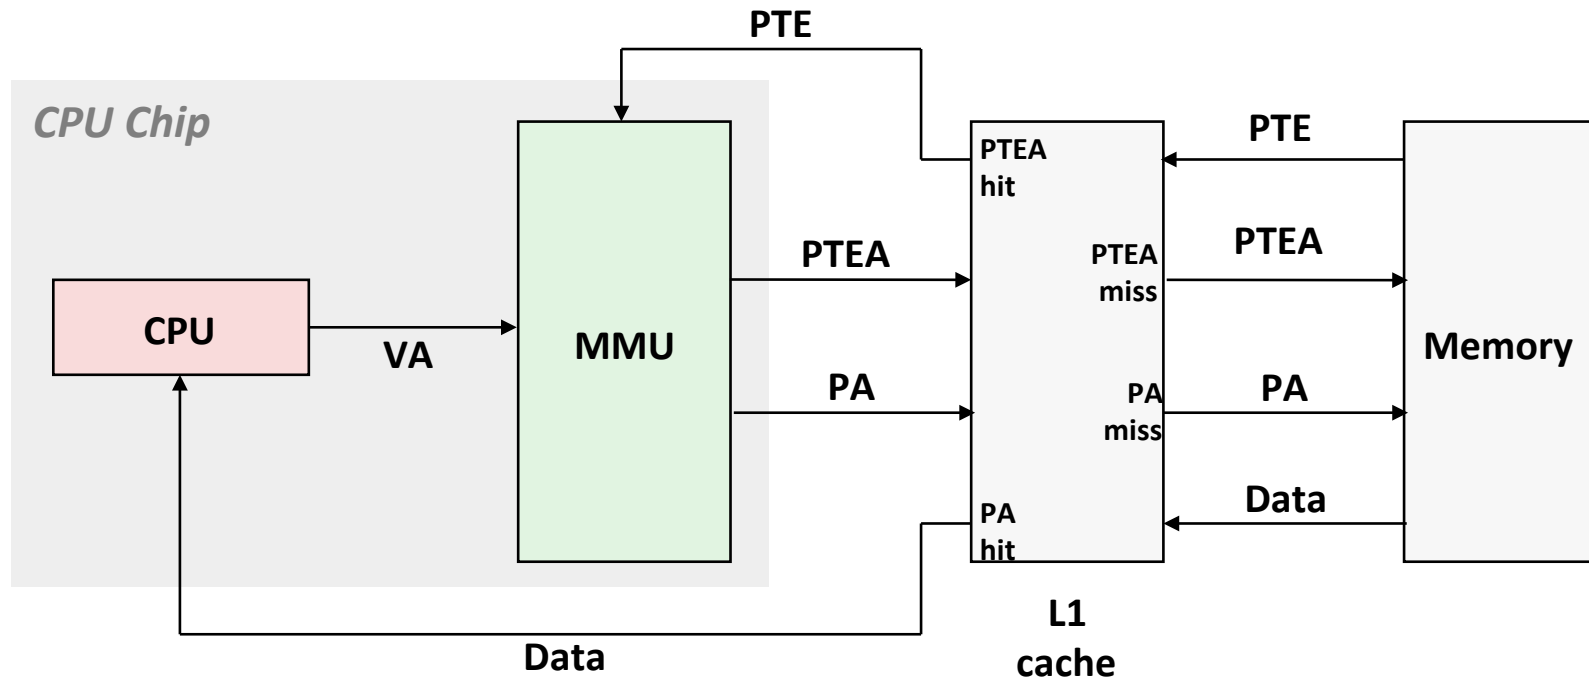 PTE
CPU Chip
PTEA
hit
PTE
PTEA
PTEA
miss
PTEA
CPU
VA
MMU
Memory
PA
PA
miss
PA
PA
hit
Data
Data
L1
cache